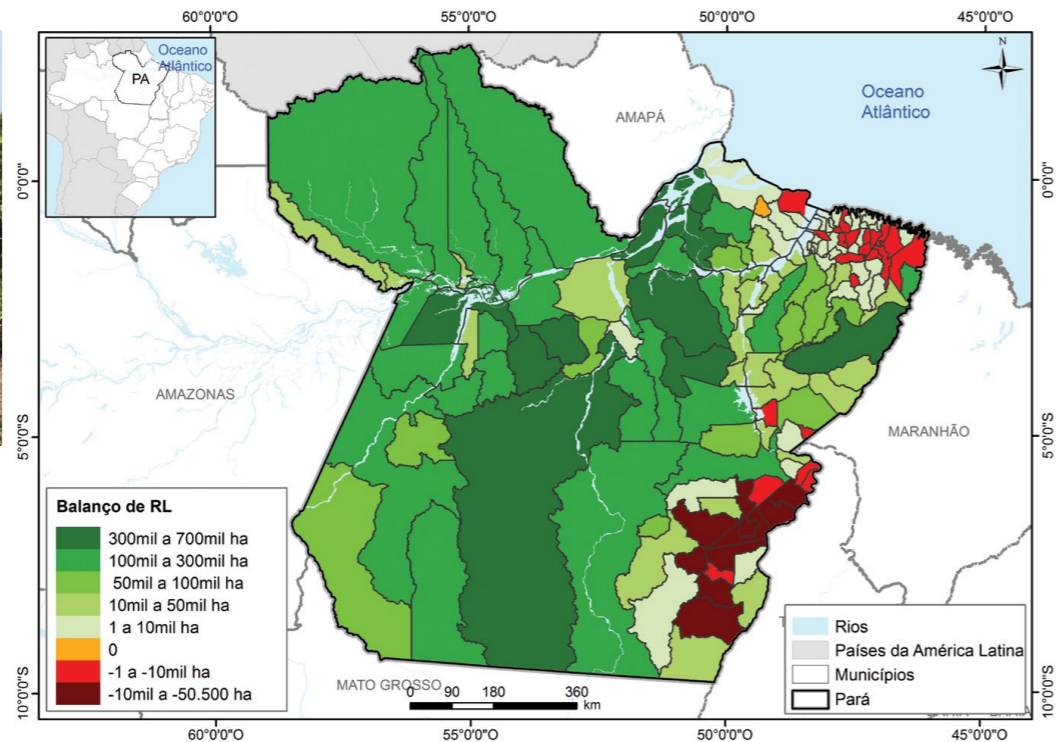 60°0'0"O
55°0'0"O
50°0'0"O
45°0'0"O
Oceano
Atlântico
PA
N
Oceano
Atlântico
AMAPÁ
0°0'0"
0°0'0"
AMAZONAS
MARANHÃO
5°0'0"S
5°0'0"S
Balanço de RL
300mil a 700mil ha
100mil a 300mil ha
50mil a 100mil ha
10mil a 50mil ha
1 a 10mil ha
0
-1 a -10mil ha
-10mil a -50.500 ha
Rios
Países da América Latina
Municípios
Pará
MATO GROSSO
0 90 180 360
km
10°0'0"S
10°0'0"S
60°0'0"O
55°0'0"O
50°0'0"O
45°0'0"O